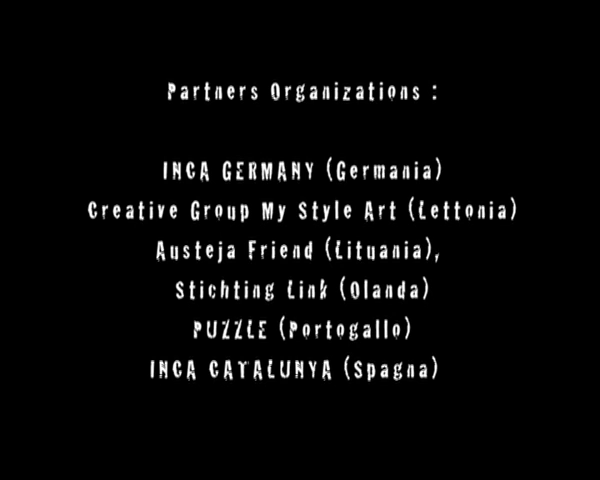 Partners Organizations :
INCA GERMANY (Germania)
Creative Group My Style Art (Lettonia)
Austeja Friend (Lituania),
Stichting Link (Olanda)
PUZZLE (Portogallo)
INCA CATALUNYA (Spagna)